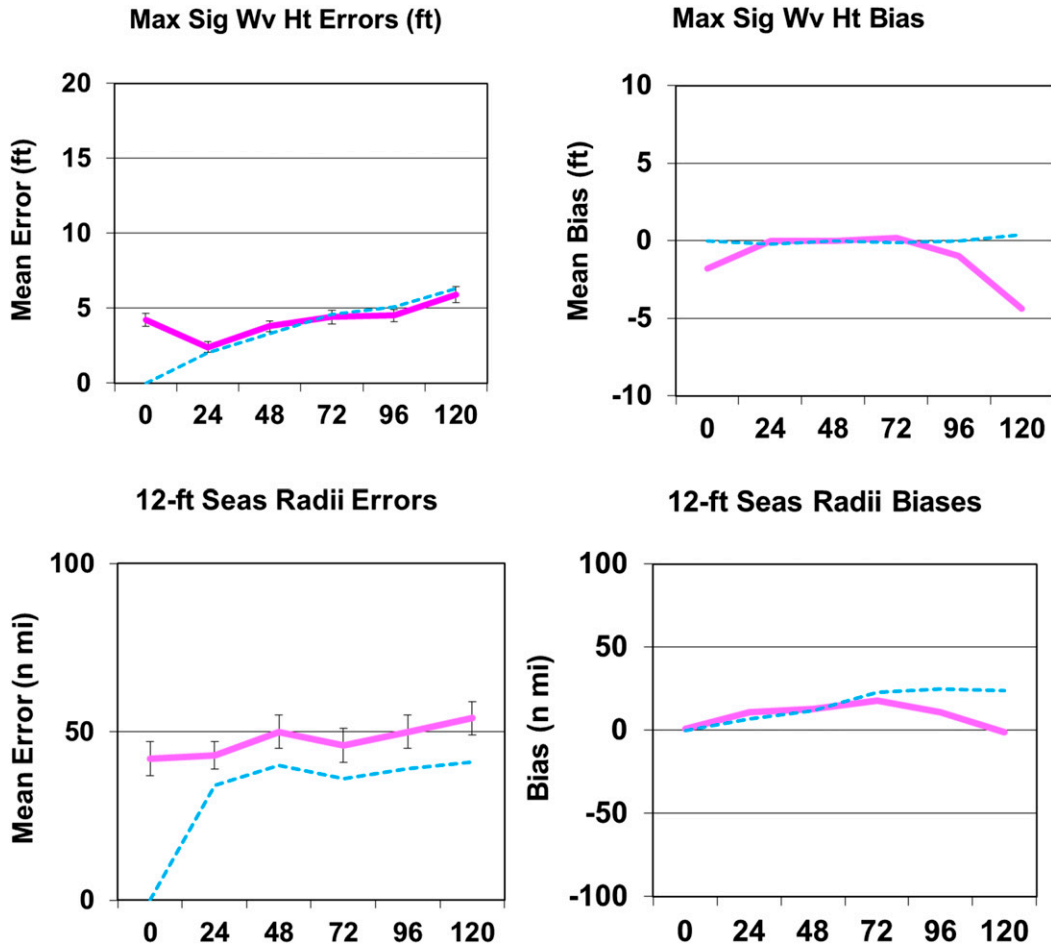 Max Sig Wv Ht Errors (ft)
Mean Error (ft)
20
15
10
5
0
0 24 48 72 96 120
Max Sig Wv Ht Bias
Mean Bias (ft)
10
5
0
-5
-10
0 24 48 72 96 120
12-ft Seas Radii Errors
Mean Error (n mi)
100
50
0
0 24 48 72 96 120
12-ft Seas Radii Biases
Bias (n mi)
100
50
0
-50
-100
0 24 48 72 96 120